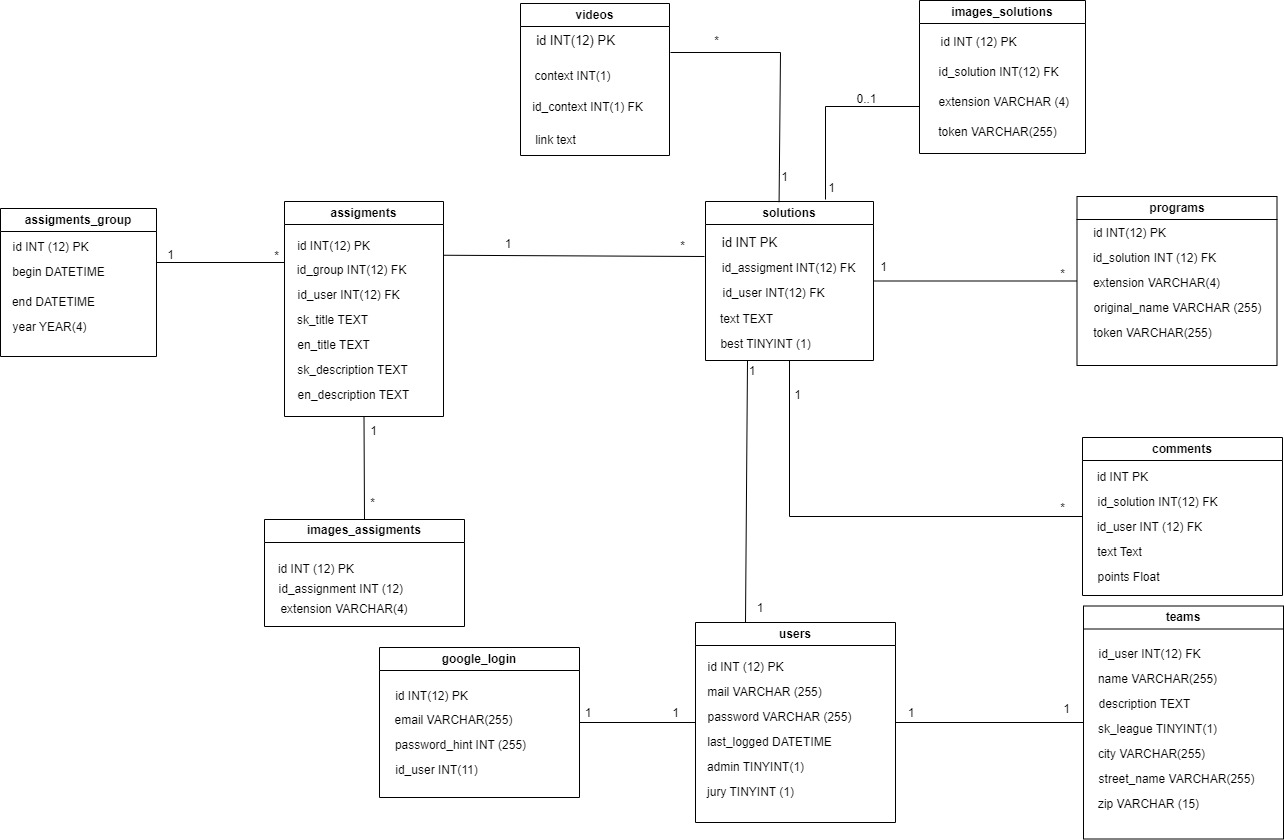 videos
id INT(12) PK
context INT(1)
id_context INT(1) FK
link text
*
1
images_solutions
id INT (12) PK
id_solution INT(12) FK
extension VARCHAR (4)
token VARCHAR(255)
0..1
1
assigments_group
id INT (12) PK
begin DATETIME
end DATETIME
year YEAR(4)
1
*
assigments
id INT(12) PK
id_group INT(12) FK
id_user INT(12) FK
sk_title TEXT
en_title TEXT
sk_description TEXT
en_description TEXT
1
*
solutions
id INT PK
id_assigment INT(12) FK
id_user INT(12) FK
text TEXT
best TINYINT (1)
1
*
programs
id INT(12) PK
id_solution INT (12) FK
extension VARCHAR(4)
original_name VARCHAR (255)
token VARCHAR(255)
1
*
images_assigments
id INT (12) PK
id_assignment INT (12)
extension VARCHAR(4)
1
1
*
comments
id INT PK
id_solution INT(12) FK
id_user INT (12) FK
text Text
points Float
1
google_login
id INT(12) PK
email VARCHAR(255)
password_hint INT (255)
id_user INT(11)
1
1
users
id INT (12) PK
mail VARCHAR (255)
password VARCHAR (255)
last_logged DATETIME
admin TINYINT(1)
jury TINYINT (1)
1
1
teams
id_user INT(12) FK
name VARCHAR(255)
description TEXT
sk_league TINYINT(1)
city VARCHAR(255)
street_name VARCHAR(255)
zip VARCHAR (15)